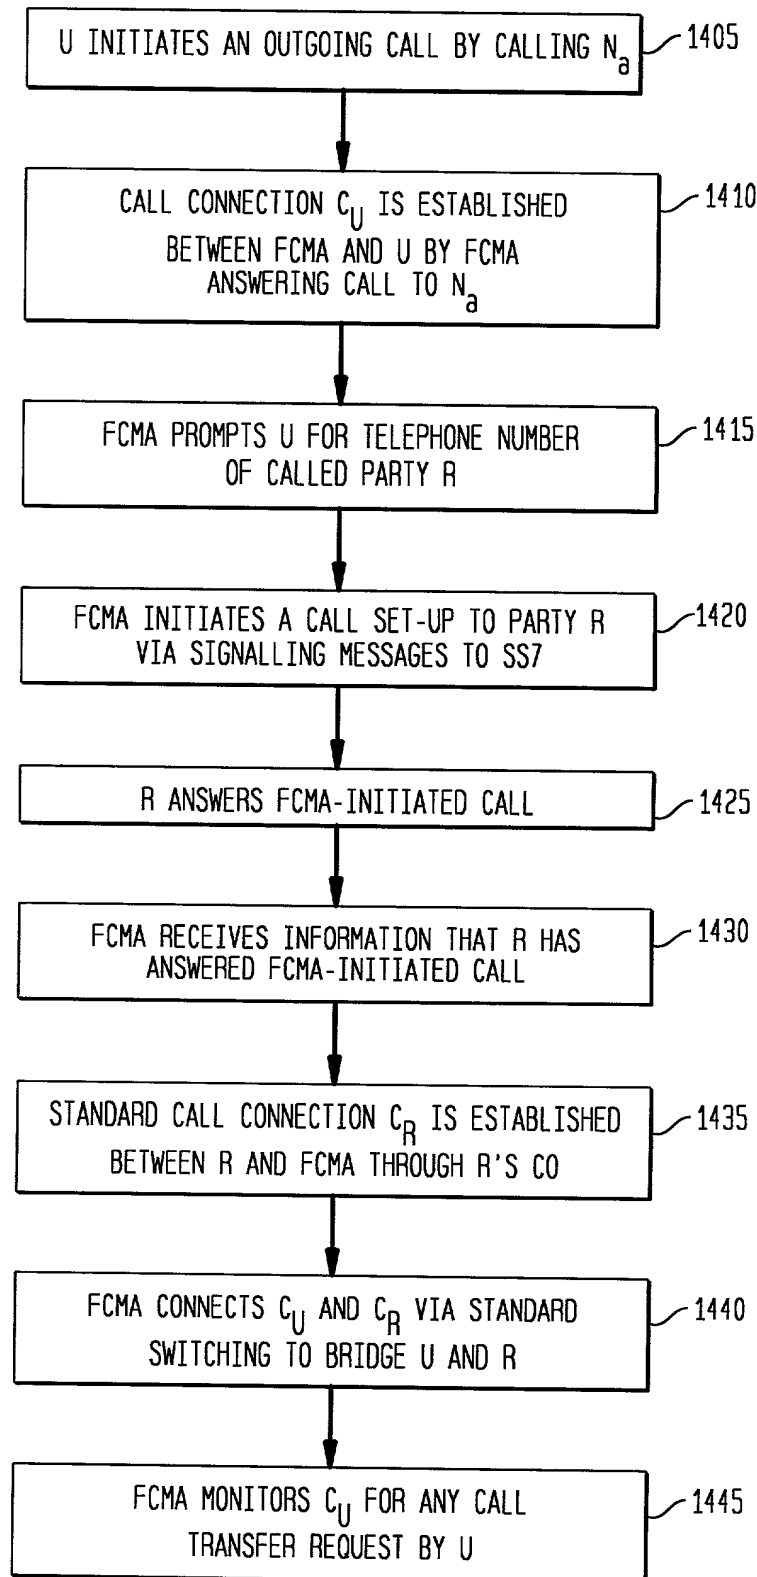 U INITIATES AN OUTGOING CALL BY CALLING Na
1405
CALL CONNECTION CU IS ESTABLISHED
BETWEEN FCMA AND U BY FCMA
ANSWERING CALL TO Na
1410
FCMA PROMPTS U FOR TELEPHONE NUMBER
OF CALLED PARTY R
1415
FCMA INITIATES A CALL SET-UP TO PARTY R
VIA SIGNALLING MESSAGES TO SS7
1420
R ANSWERS FCMA-INITIATED CALL
1425
FCMA RECEIVES INFORMATION THAT R HAS
ANSWERED FCMA-INITIATED CALL
1430
STANDARD CALL CONNECTION CR IS ESTABLISHED
BETWEEN R AND FCMA THROUGH R'S CO
1435
FCMA CONNECTS CU AND CR VIA STANDARD
SWITCHING TO BRIDGE U AND R
1440
FCMA MONITORS CU FOR ANY CALL
TRANSFER REQUEST BY U
1445